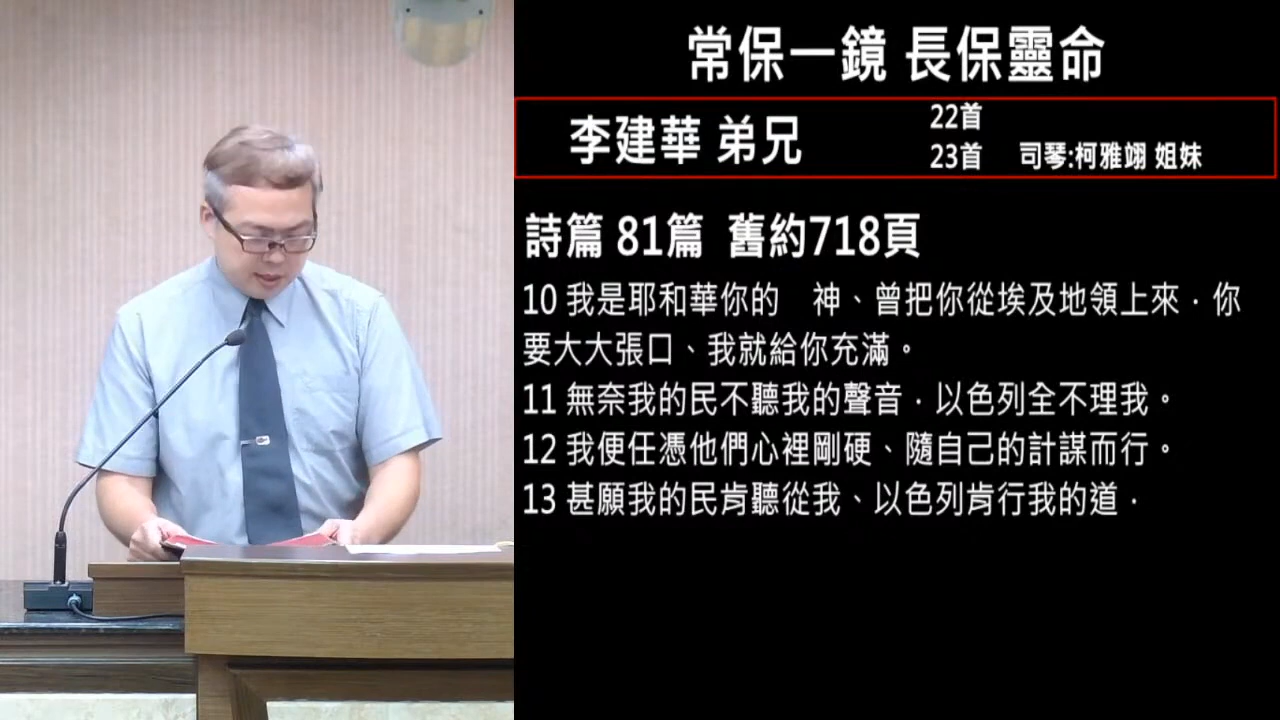 常保一鏡 長保靈命
李建華 弟兄
22首
23首 司琴:柯雅翊 姐妹
詩篇 81篇 舊約718頁
10 我是耶和華你的　神、曾把你從埃及地領上來．你
要大大張口、我就給你充滿。
11 無奈我的民不聽我的聲音．以色列全不理我。
12 我便任憑他們心裡剛硬、隨自己的計謀而行。
13 甚願我的民肯聽從我、以色列肯行我的道．